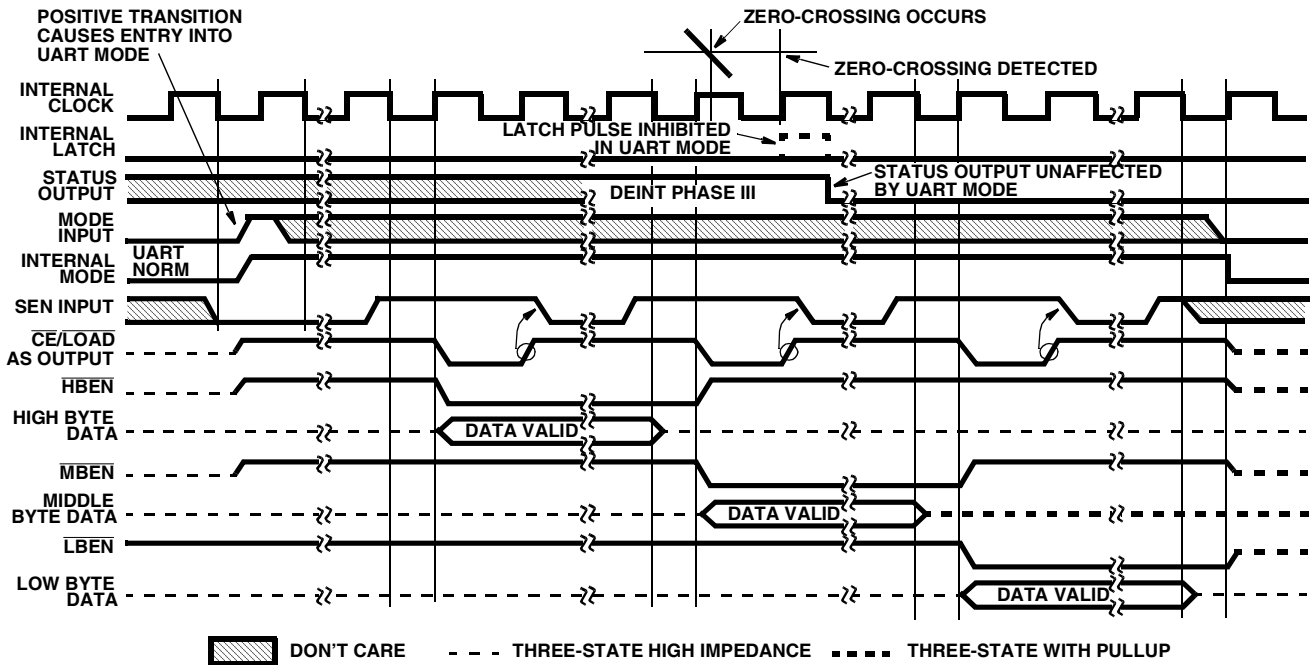 POSITIVE TRANSITION
CAUSES ENTRY INTO
UART MODE
ZERO-CROSSING OCCURS
ZERO-CROSSING DETECTED
INTERNAL
CLOCK
INTERNAL
LATCH
LATCH PULSE INHIBITED
IN UART MODE
STATUS
OUTPUT
DEINT PHASE III
STATUS OUTPUT UNAFFECTED
BY UART MODE
MODE
INPUT
INTERNAL
MODE
UART
NORM
SEN INPUT
CE/LOAD
AS OUTPUT
HBEN
HIGH BYTE
DATA
DATA VALID
MBEN
MIDDLE
BYTE DATA
DATA VALID
LBEN
LOW BYTE
DATA
DATA VALID
DON'T CARE
THREE-STATE HIGH IMPEDANCE
THREE-STATE WITH PULLUP